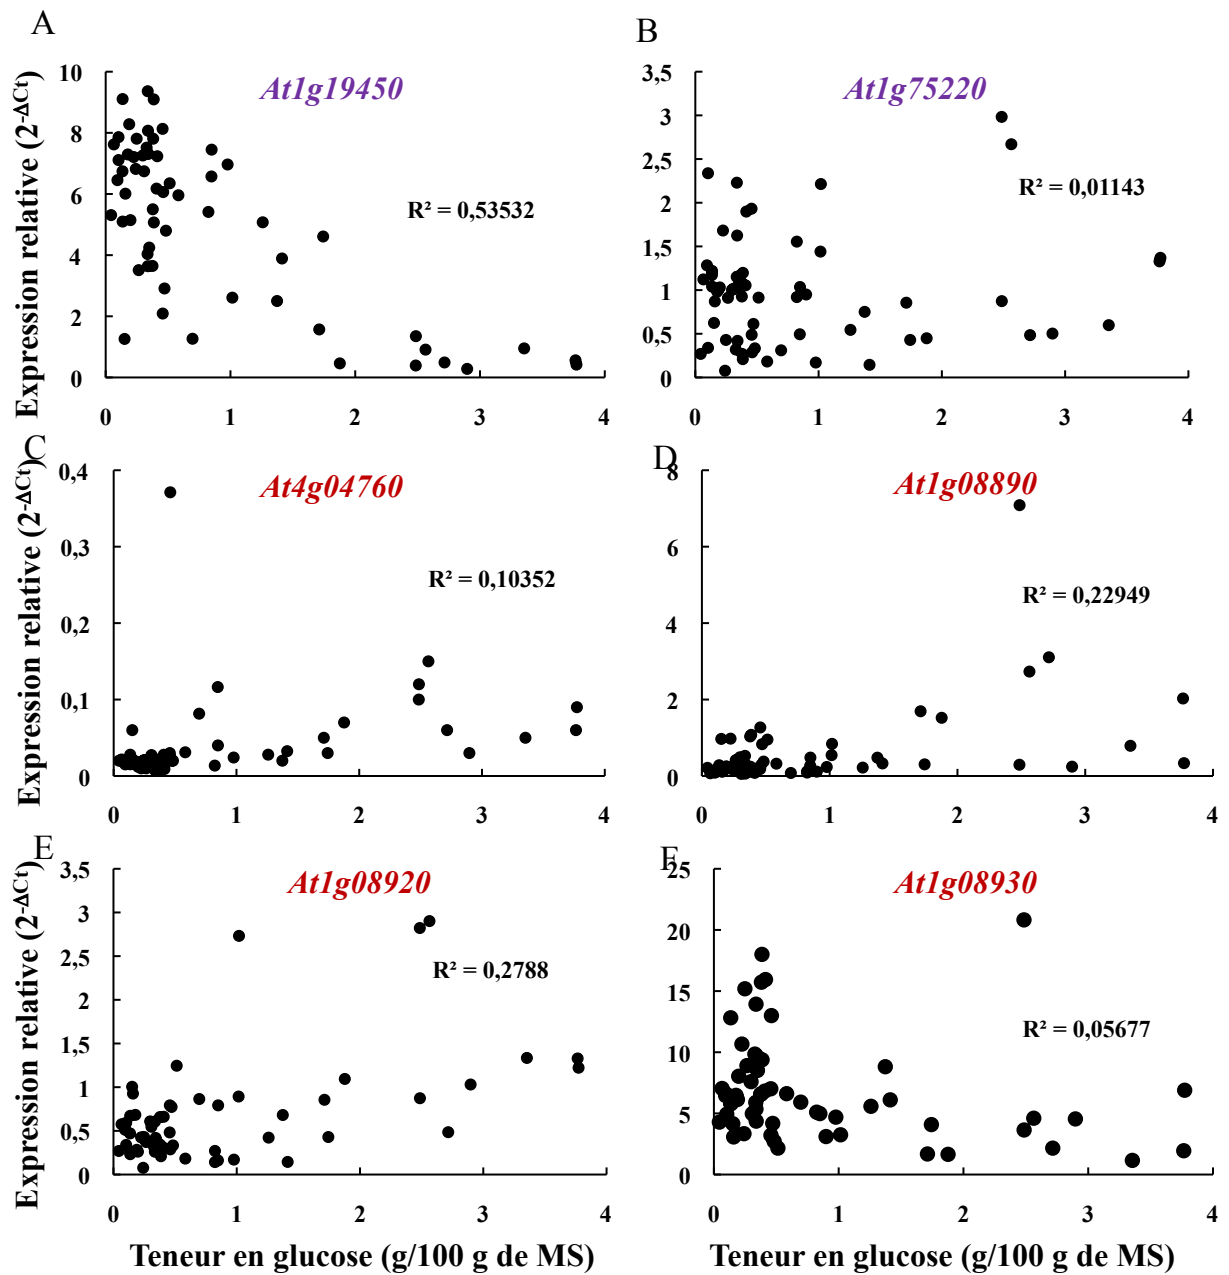 A
B
Expression relative (2-ΔCt)
At1g19450
At1g75220
10
8
6
4
2
0
R² = 0,53532
0 1 2 3 4
3,5
3
2,5
2
1,5
1
0,5
0
R² = 0,01143
0 1 2 3 4
C
D
Expression relative (2-ΔCt)
At4g04760
At1g08890
0,4
0,3
0,2
0,1
0
R² = 0,10352
0 1 2 3 4
8
6
4
2
0
R² = 0,22949
0 1 2 3 4
E
F
Expression relative (2-ΔCt)
At1g08920
At1g08930
3,5
3
2,5
2
1,5
1
0,5
0
R² = 0,2788
0 1 2 3 4
25
20
15
10
5
0
R² = 0,05677
0 1 2 3 4
Teneur en glucose (g/100 g de MS)
Teneur en glucose (g/100 g de MS)